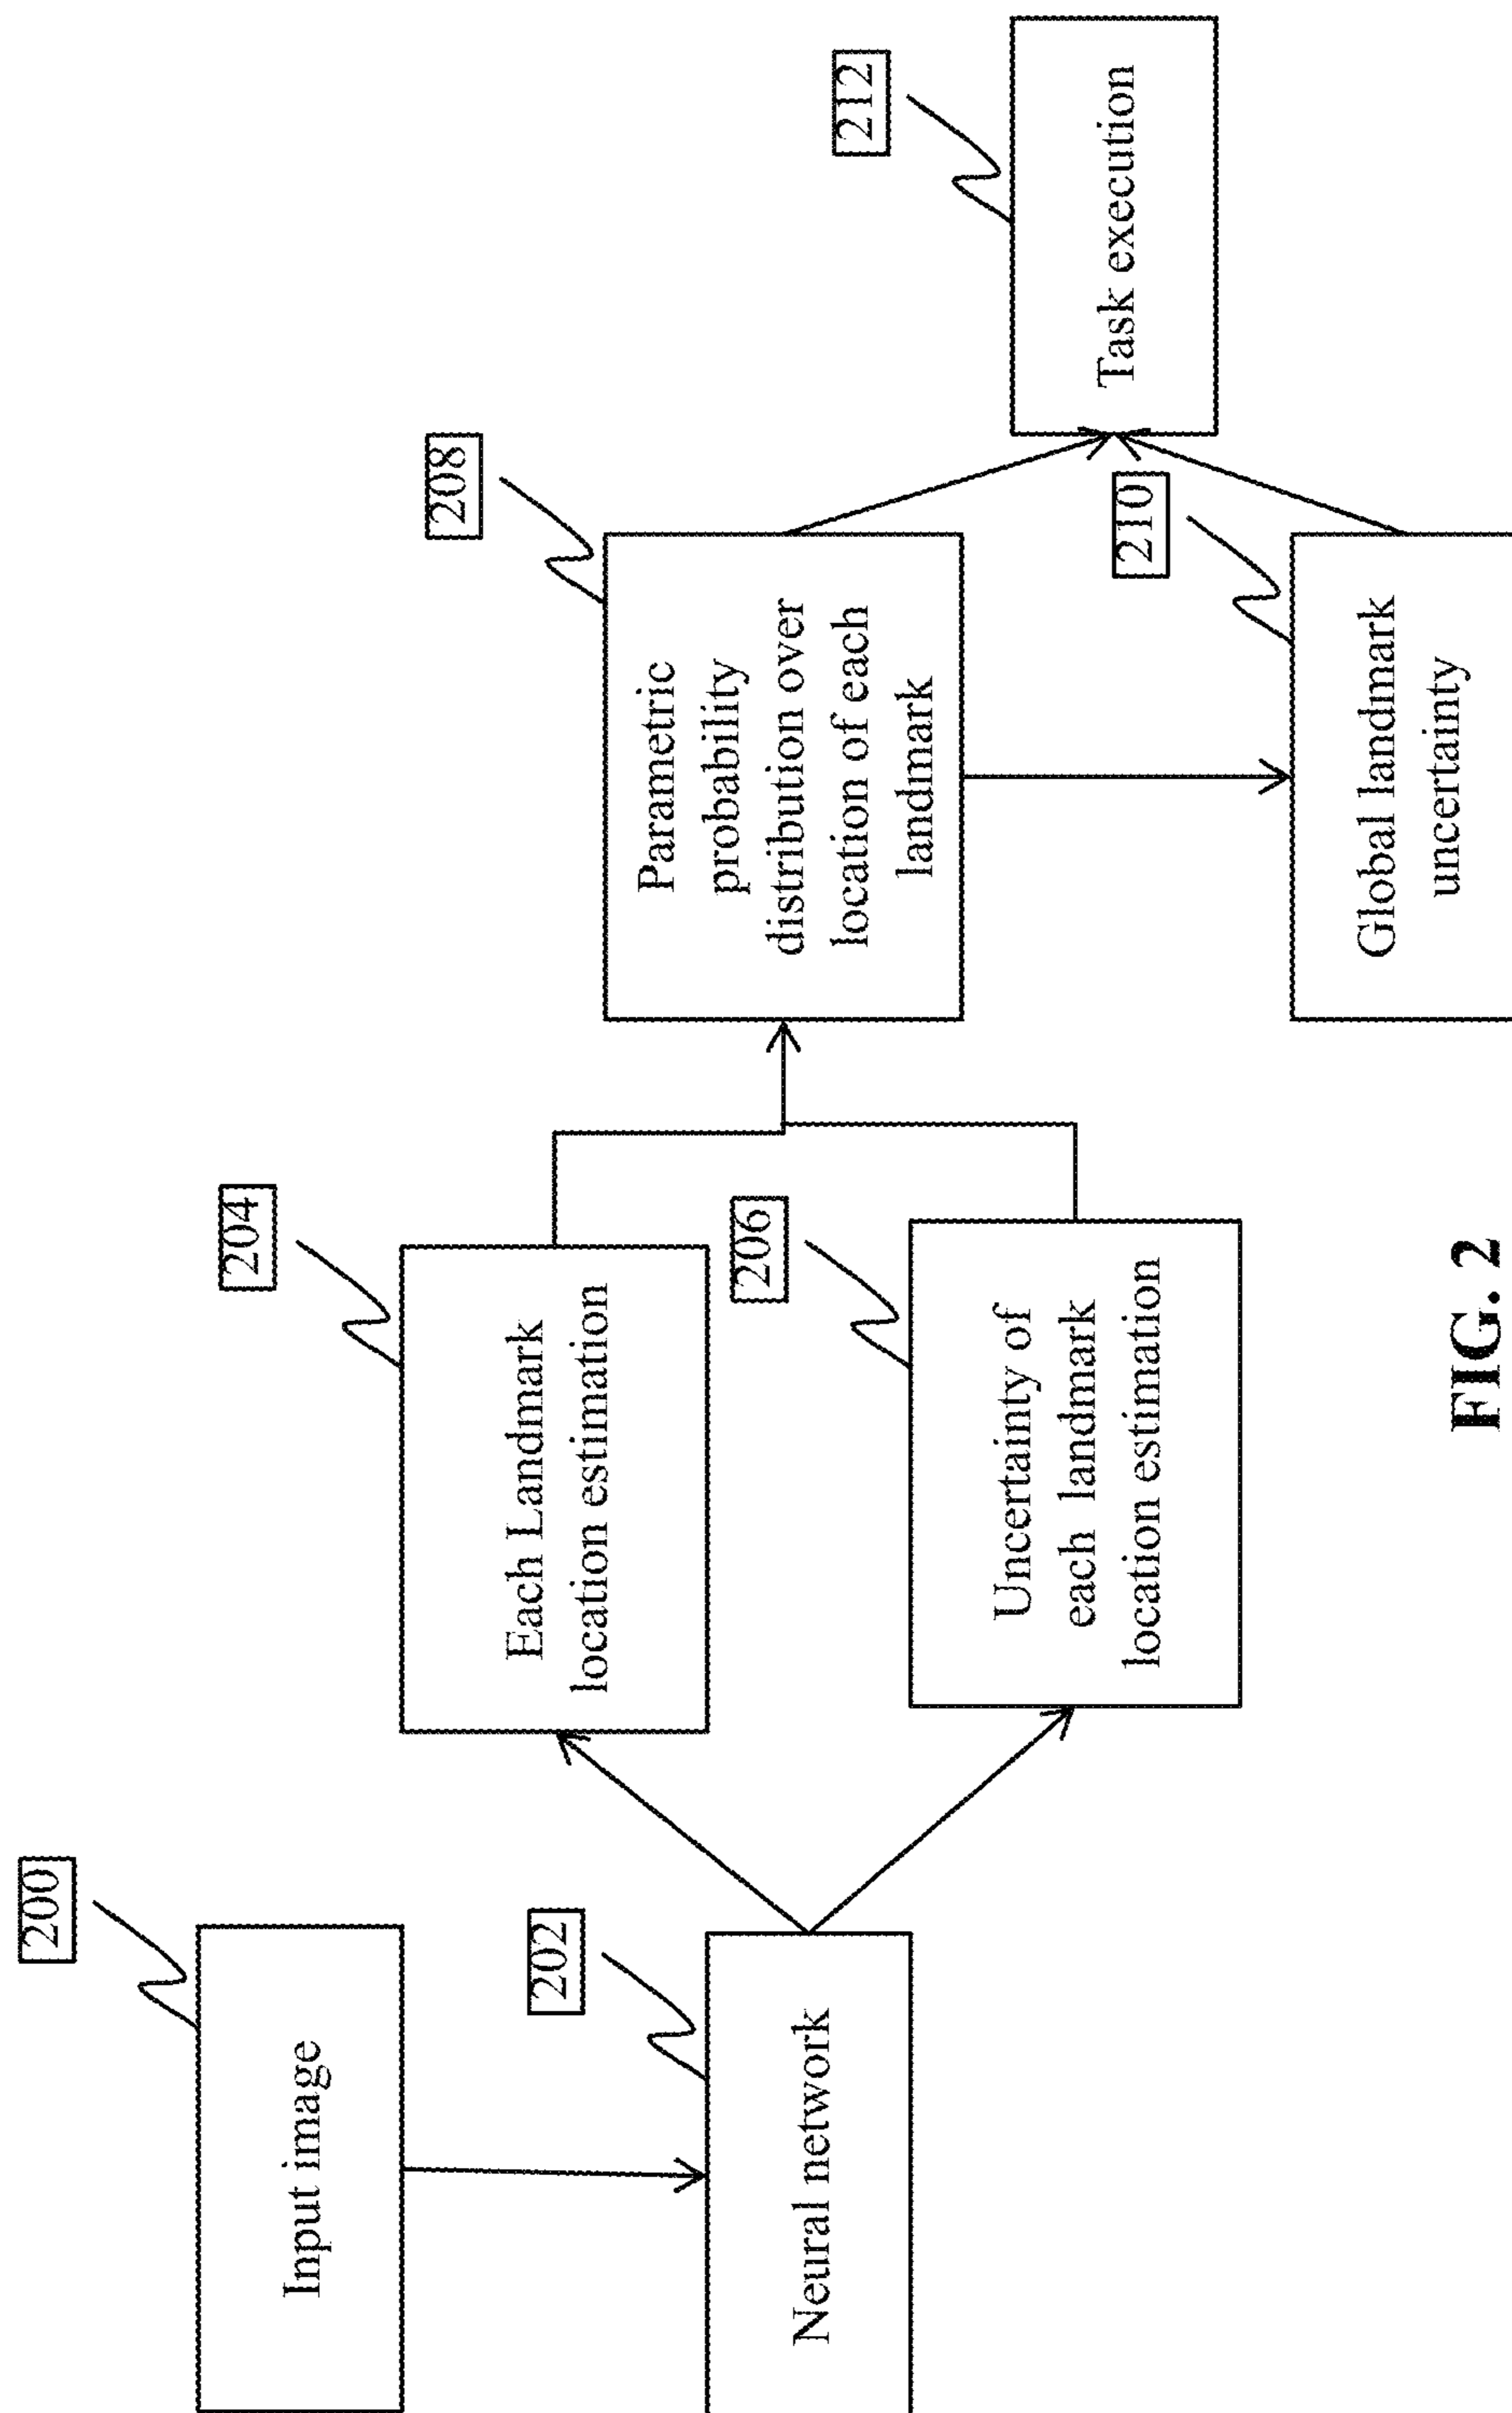 200
Input image
202
Neural network
204
Each Landmark
location estimation
206
Uncertainty of
each landmark
location estimation
208
Parametric
probability
distribution over
location of each
landmark
210
Global landmark
uncertainty
212
Task execution
FIG. 2